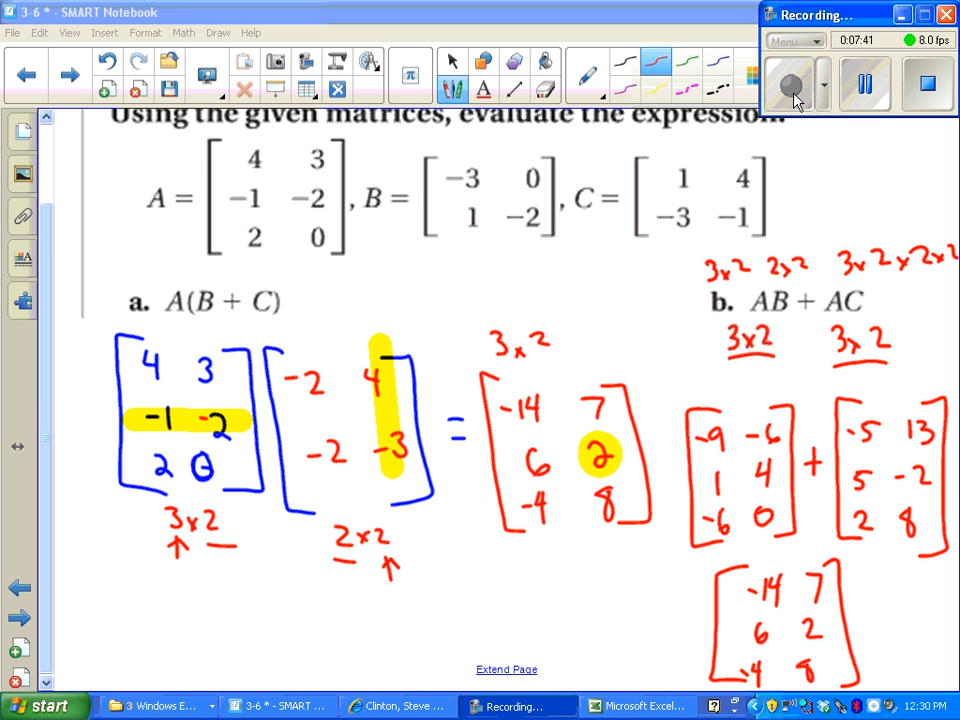 3-6 * - SMART Notebook
Recording...
File Edit View Insert Format Math Draw Help
Menu 0:07:41 8.0 fps
Using the given matrices, evaluate the expression.
A = [ 4 3 -1 -2 2 0 ], B = [ -3 0 1 -2 ], C = [ 1 4 -3 -1 ]
3x2 2x2 3x2x2x2
a. A(B + C) b. AB + AC
3x2 3x2 3x2
4 3 -2 4 = -14 7 -9 -6 + -5 13
-1 -2 6 2 1 4 5 -2
2 0 -2 -3 -4 8 -6 0 2 8
3x2 2x2
-14 7
6 2
-4 8
Extend Page
start 3 Windows E... 3-6 * - SMART ... Clinton, Steve ... Recording... Microsoft Excel... 12:30 PM